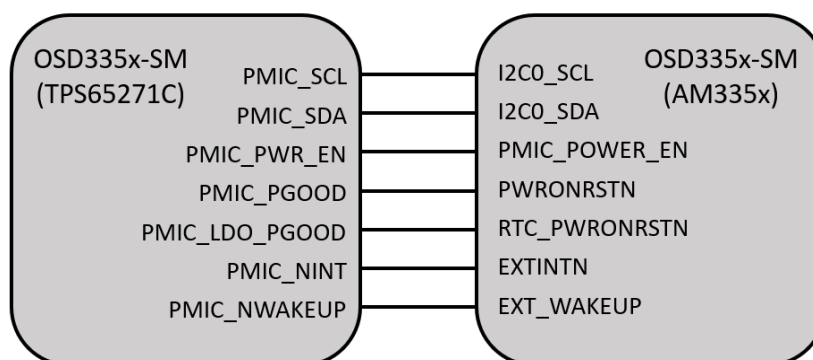 OSD335x-SM
(TPS65271C)
PMIC_SCL
PMIC_SDA
PMIC_PWR_EN
PMIC_PGOOD
PMIC_LDO_PGOOD
PMIC_NINT
PMIC_NWAKEUP
OSD335x-SM
(AM335x)
I2C0_SCL
I2C0_SDA
PMIC_POWER_EN
PWRONRSTN
RTC_PWRONRSTN
EXTINTN
EXT_WAKEUP